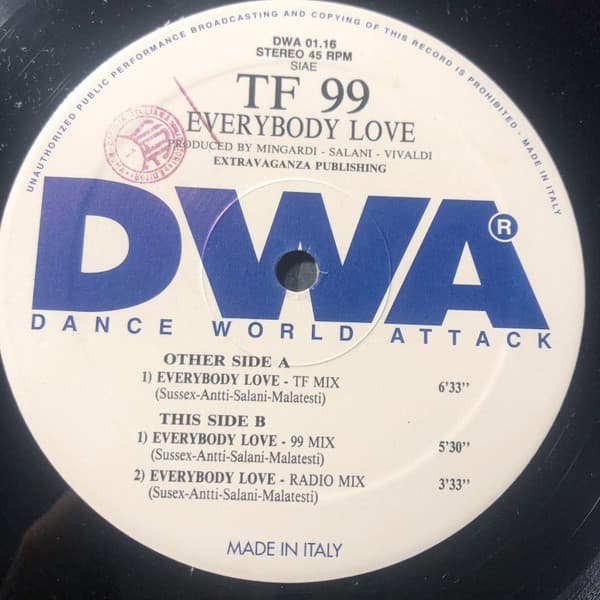 UNAUTHORIZED PUBLIC PERFORMANCE BROADCASTING AND COPYING OF THIS RECORD IS PROHIBITED - MADE IN ITALY
DWA 01.16
STEREO 45 RPM
SIAE
TF 99
EVERYBODY LOVE
PRODUCED BY MINGARDI - SALANI - VIVALDI
EXTRAVAGANZA PUBLISHING
DWA®
DANCE WORLD ATTACK
OTHER SIDE A
1) EVERYBODY LOVE - TF MIX 6'33"
(Sussex-Antti-Salani-Malatesti)
THIS SIDE B
1) EVERYBODY LOVE - 99 MIX 5'30"
(Sussex-Antti-Salani-Malatesti)
2) EVERYBODY LOVE - RADIO MIX 3'33"
(Susex-Antti-Salani-Malatesti)
MADE IN ITALY